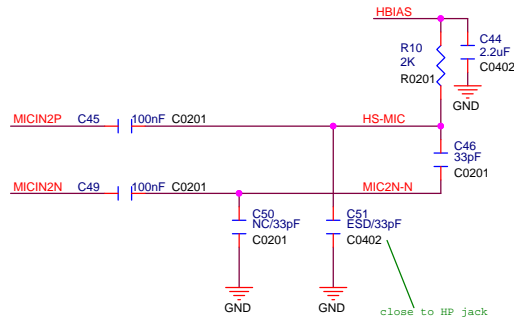 HBIAS
R10
2K
R0201
C44
2.2uF
C0402
GND
MICIN2P C45 100nF C0201 HS-MIC
C46
33pF
C0201
MICIN2N C49 100nF C0201 MIC2N-N
C50
NC/33pF
C0201
C51
ESD/33pF
C0402
GND
GND
close to HP jack